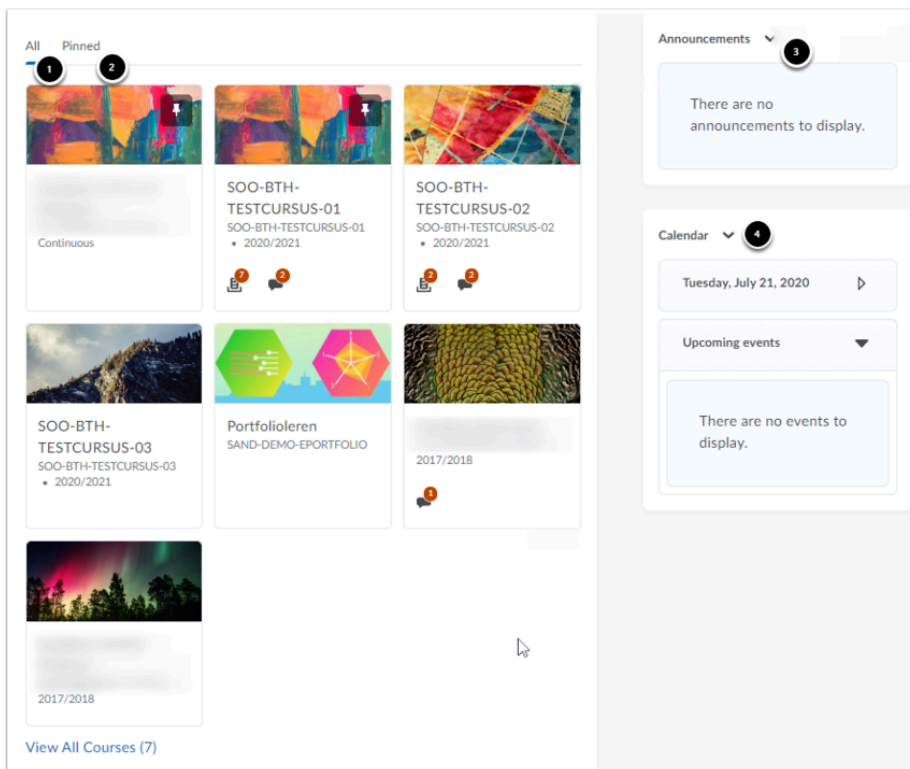 All Pinned
1 2
Continuous
SOO-BTH-
TESTCURSUS-01
SOO-BTH-TESTCURSUS-01
• 2020/2021
7 2
SOO-BTH-
TESTCURSUS-02
SOO-BTH-TESTCURSUS-02
• 2020/2021
2 2
SOO-BTH-
TESTCURSUS-03
SOO-BTH-TESTCURSUS-03
• 2020/2021
Portfolioleren
SAND-DEMO-EPORTFOLIO
2017/2018
1
2017/2018
View All Courses (7)
Announcements
3
There are no
announcements to display.
Calendar 4
Tuesday, July 21, 2020
Upcoming events
There are no events to
display.